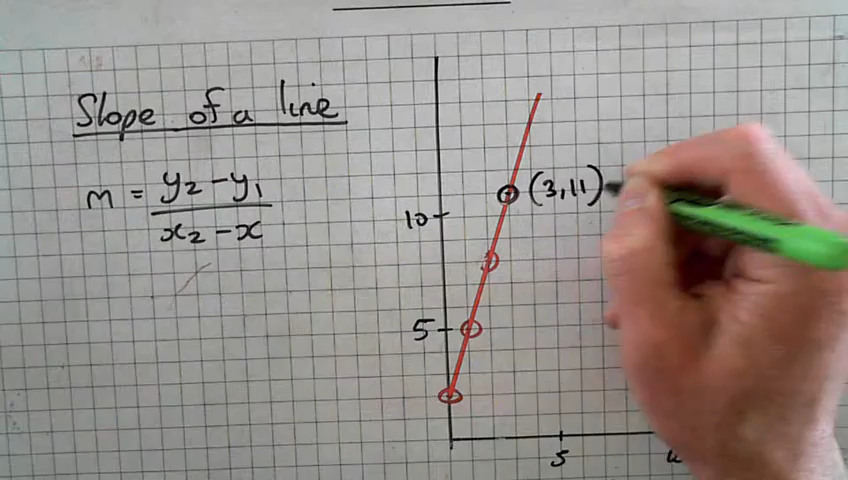 Slope of a line
m = y₂ - y₁
x₂ - x
(3,11)
10
5
5